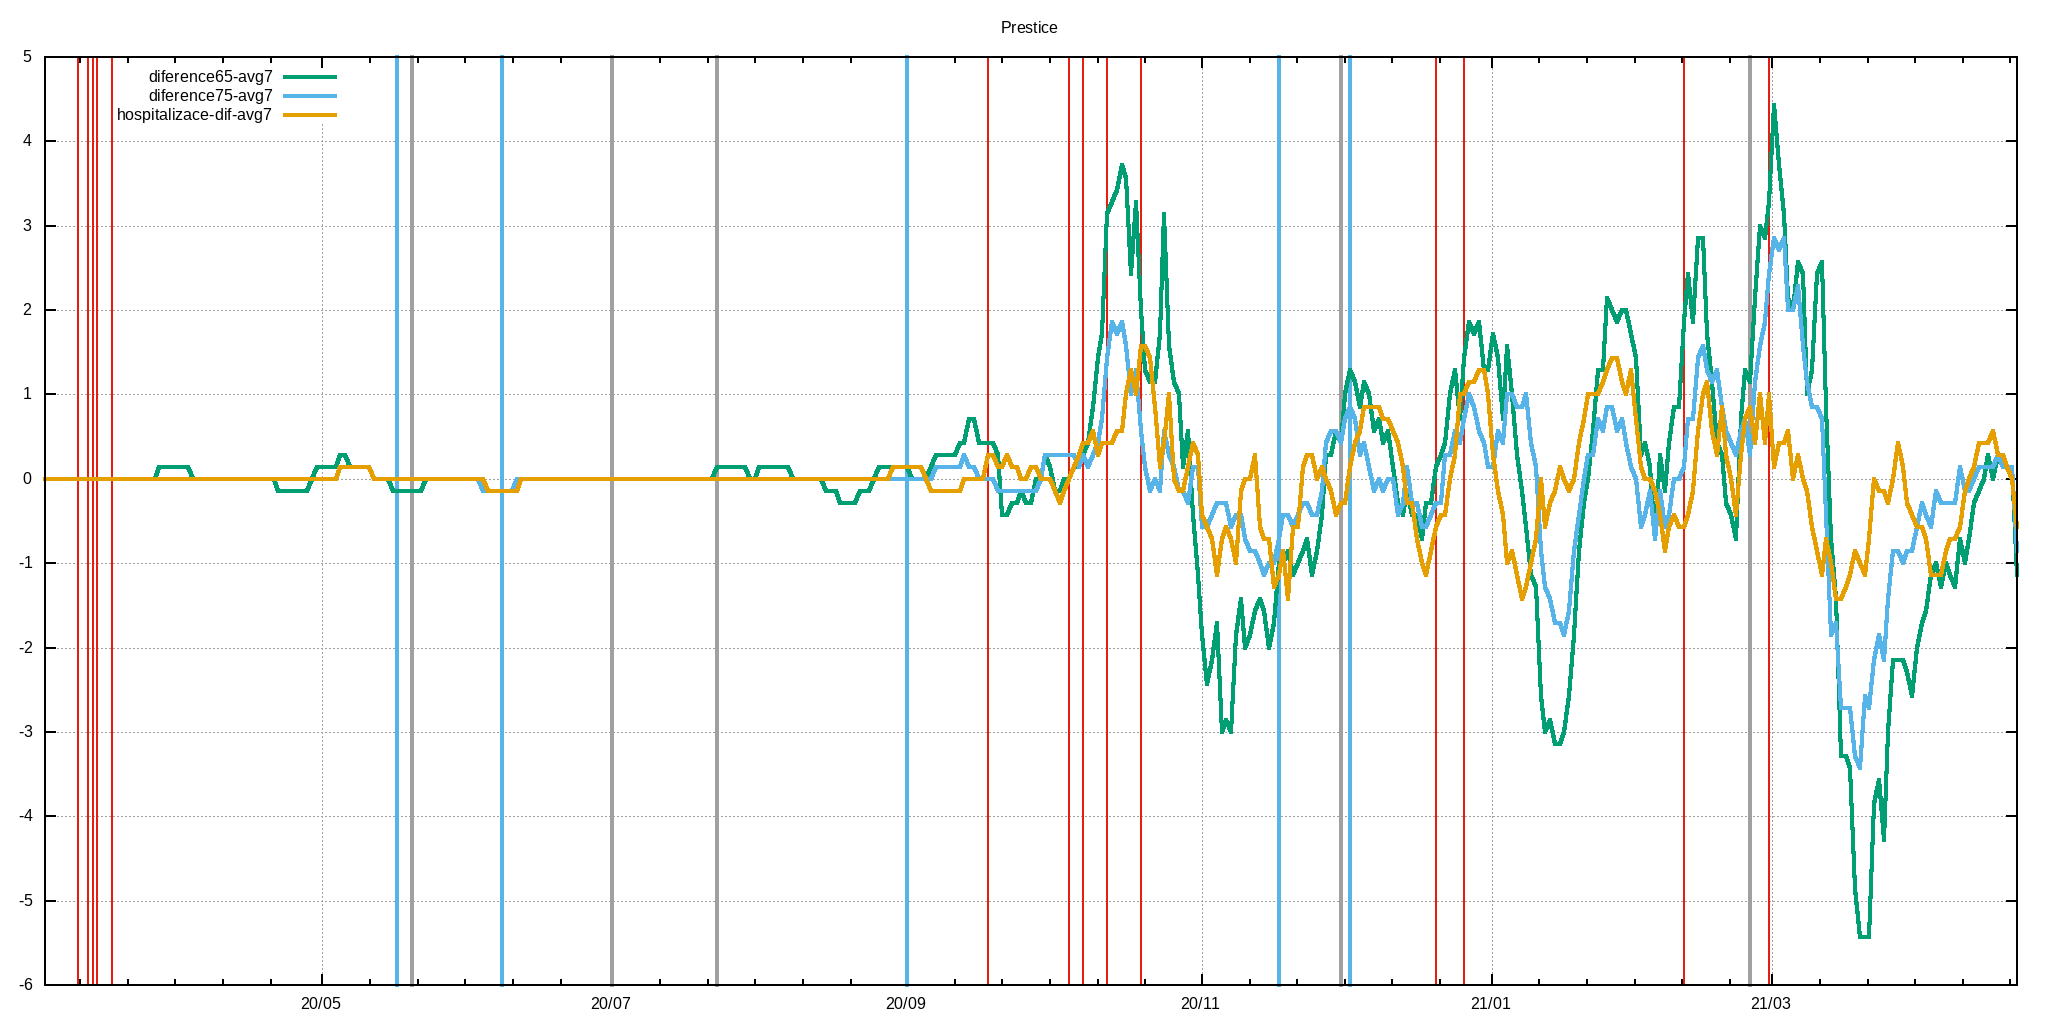 Prestice
5
diference65-avg7
diference75-avg7
hospitalizace-dif-avg7
4
3
2
1
0
-1
-2
-3
-4
-5
-6
20/05 20/07 20/09 20/11 21/01 21/03